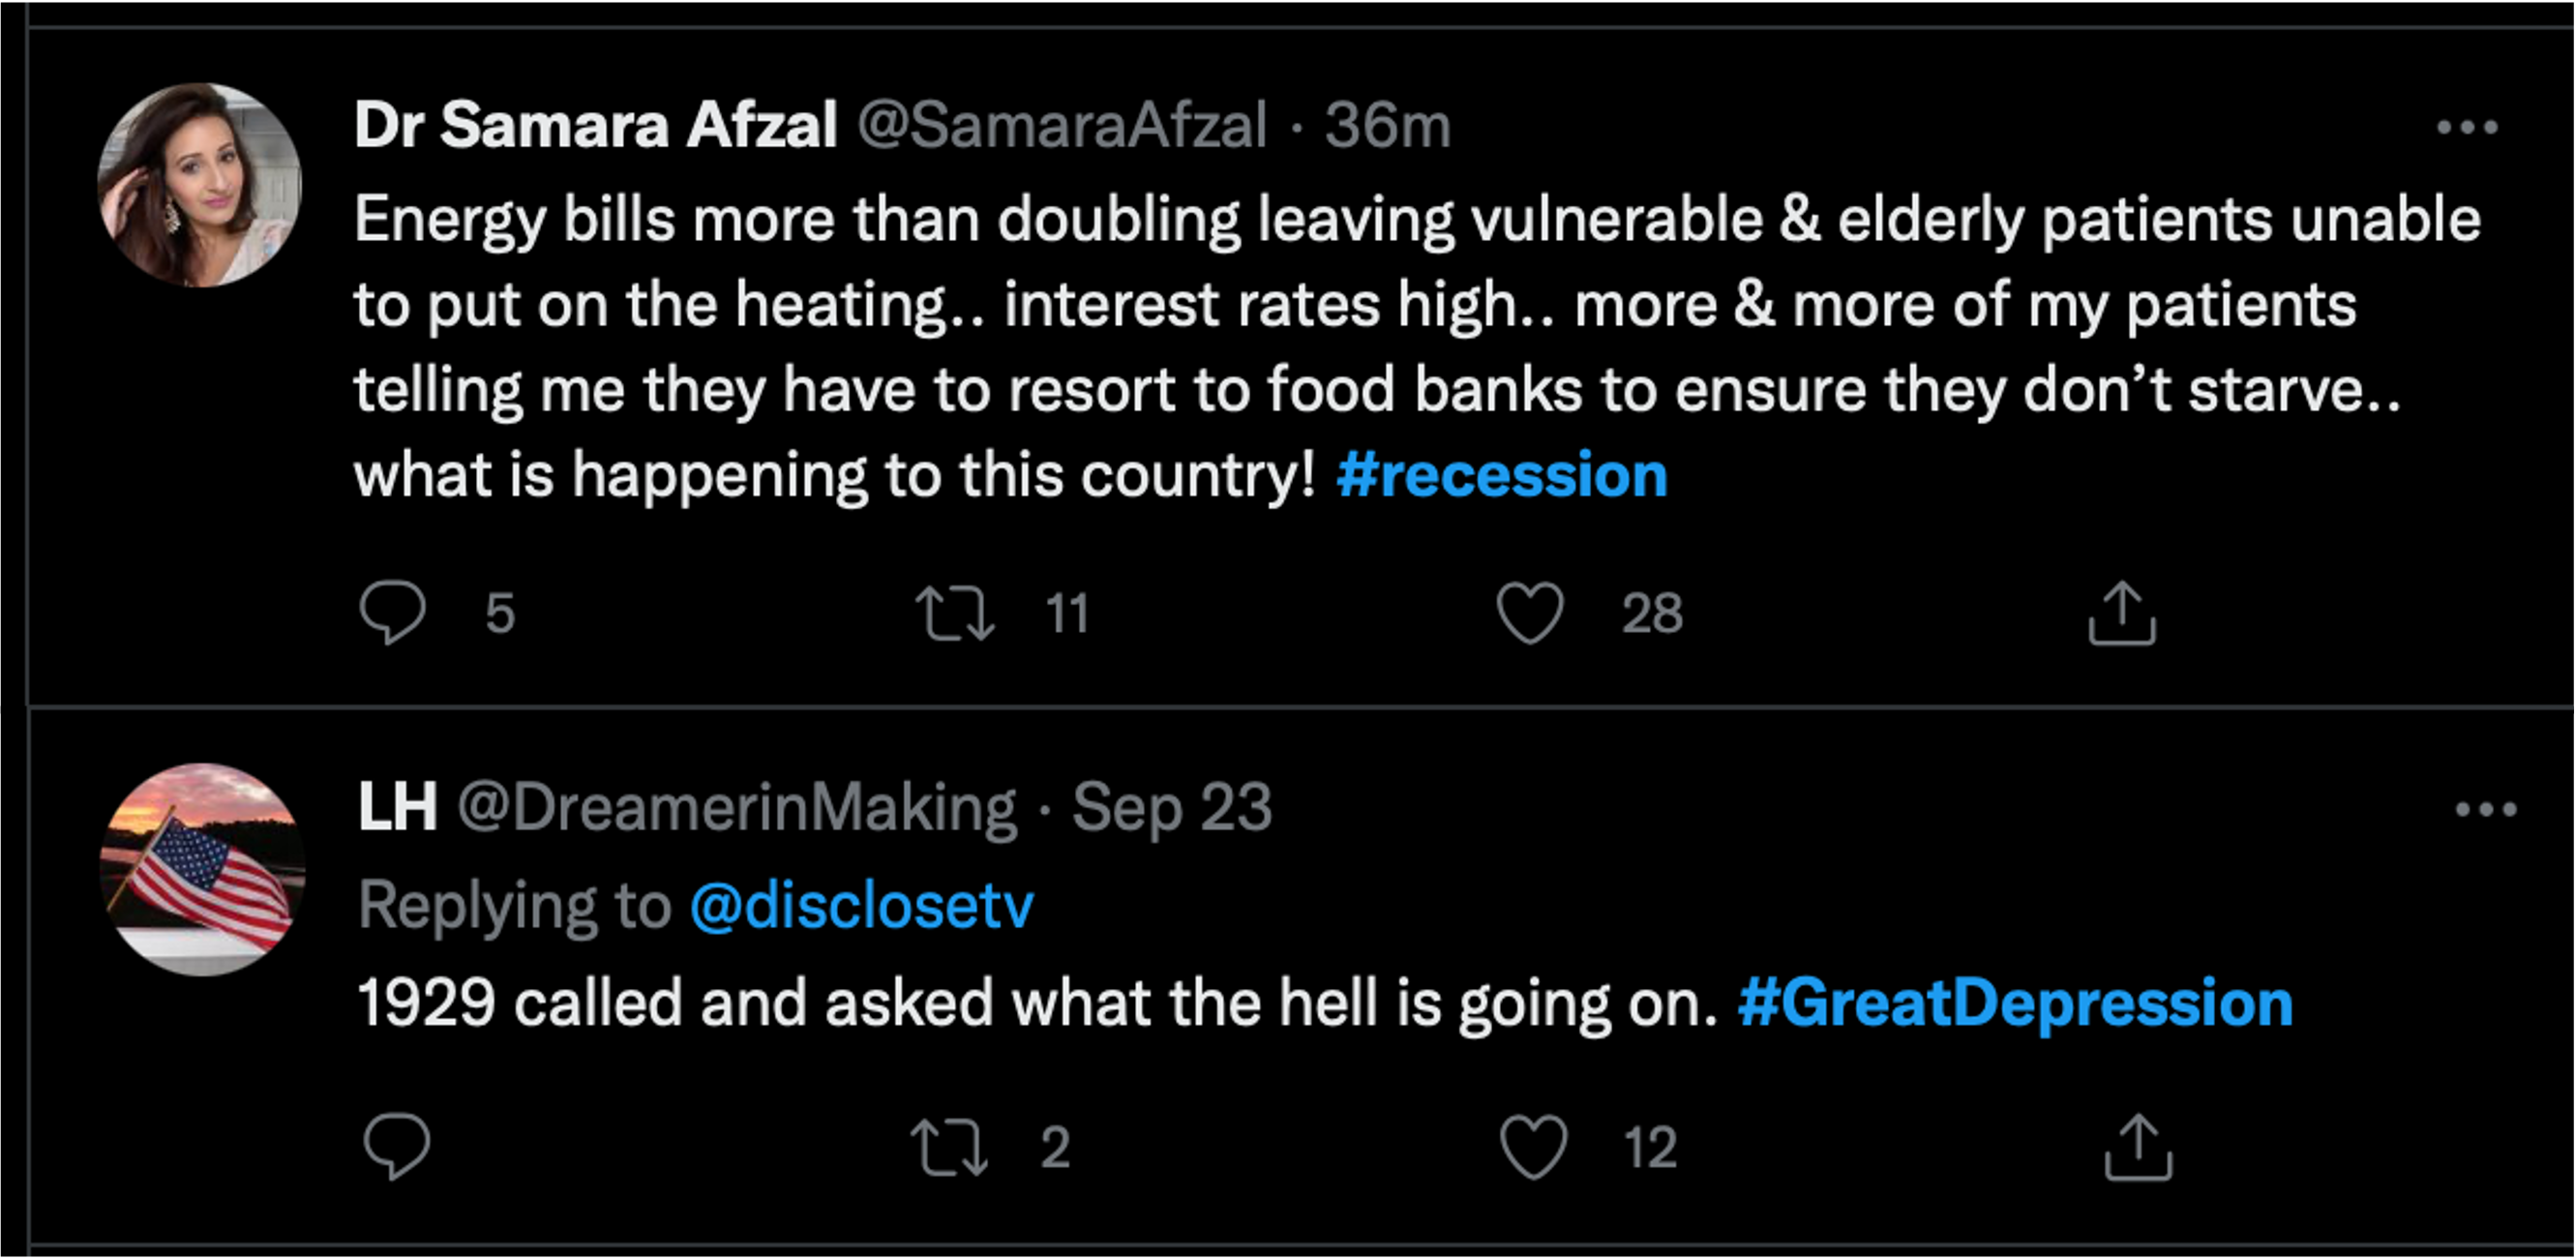 Dr Samara Afzal @SamaraAfzal · 36m
Energy bills more than doubling leaving vulnerable & elderly patients unable
to put on the heating.. interest rates high.. more & more of my patients
telling me they have to resort to food banks to ensure they don’t starve..
what is happening to this country! #recession
5 11 28
LH @DreamerinMaking · Sep 23
Replying to @disclosetv
1929 called and asked what the hell is going on. #GreatDepression
2 12